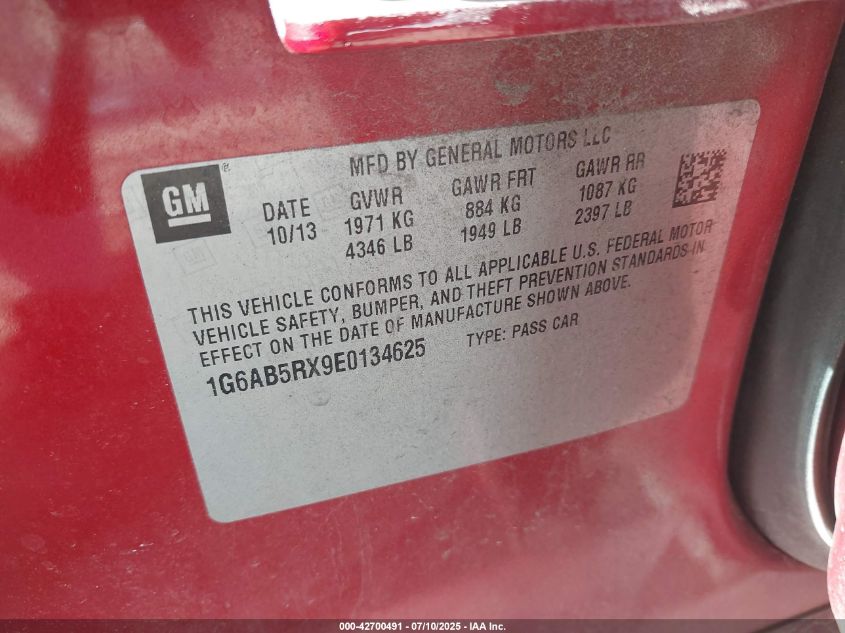 MFD BY GENERAL MOTORS LLC
GM
DATE
10/13
GVWR
1971 KG
4346 LB
GAWR FRT
884 KG
1949 LB
GAWR RR
1087 KG
2397 LB
THIS VEHICLE CONFORMS TO ALL APPLICABLE U.S. FEDERAL MOTOR
VEHICLE SAFETY, BUMPER, AND THEFT PREVENTION STANDARDS IN
EFFECT ON THE DATE OF MANUFACTURE SHOWN ABOVE.
1G6AB5RX9E0134625 TYPE: PASS CAR
000-42700491 - 07/10/2025 - IAA Inc.